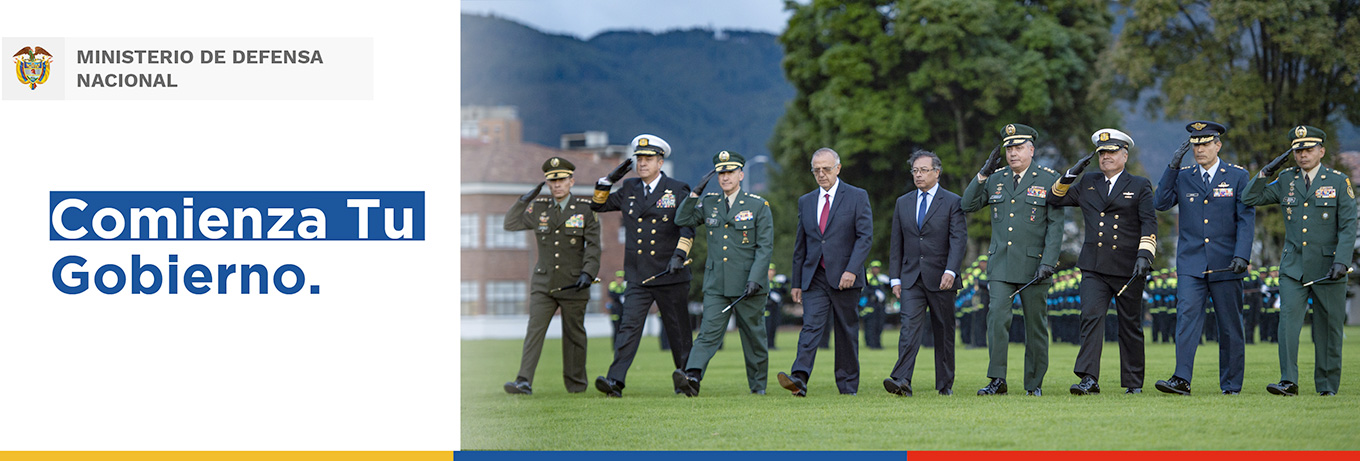 MINISTERIO DE DEFENSA
NACIONAL
Comienza Tu
Gobierno.